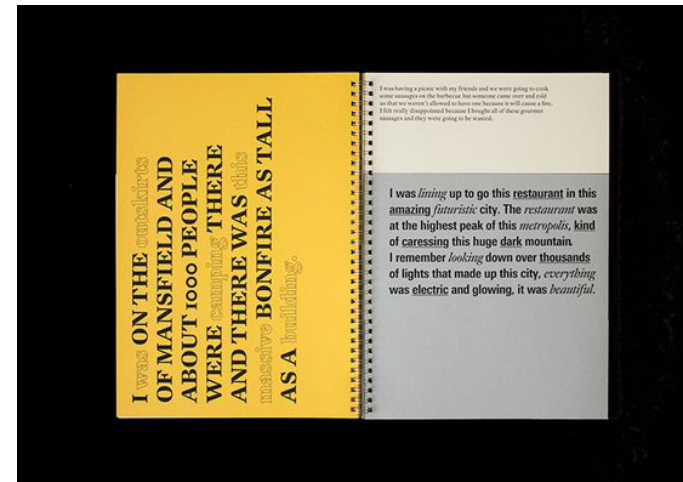 I was ON THE outskirts
OF MANSFIELD AND
ABOUT 1000 PEOPLE
WERE camping THERE
AND THERE WAS this
massive BONFIRE AS TALL
AS A building.
I was having a picnic with my friends and we were going to cook
some sausages on the barbecue but someone came over and told
us that we weren't allowed to have one because it will cause a fire.
I felt really disappointed because I bought all of these gourmet
sausages and they were going to be wasted.
I was lining up to go this restaurant in this
amazing futuristic city. The restaurant was
at the highest peak of this metropolis, kind
of caressing this huge dark mountain.
I remember looking down over thousands
of lights that made up this city, everything
was electric and glowing, it was beautiful.